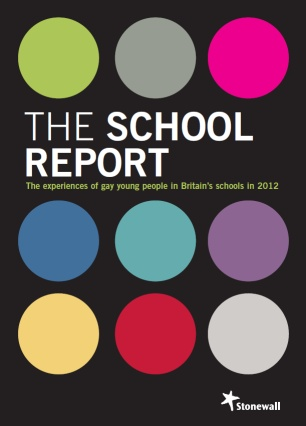 THE SCHOOL
REPORT
The experiences of gay young people in Britain's schools in 2012
Stonewall